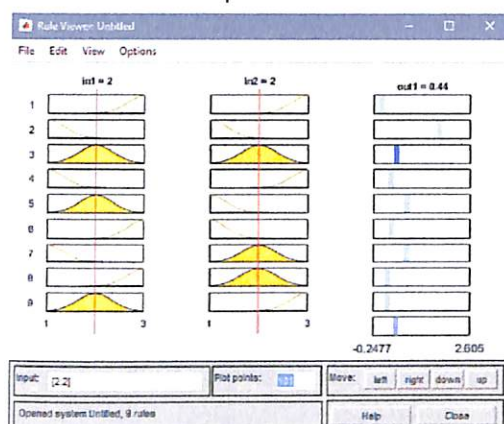 Rule Viewer: Untitled
File Edit View Options
in1 = 2 in2 = 2 out1 = 0.44
1
2
3
4
5
6
7
8
9
1 3 1 3
-0.2477 2.605
Input: [2 2] Plot points: 101 Move: left right down up
Opened system Untitled, 9 rules Help Close